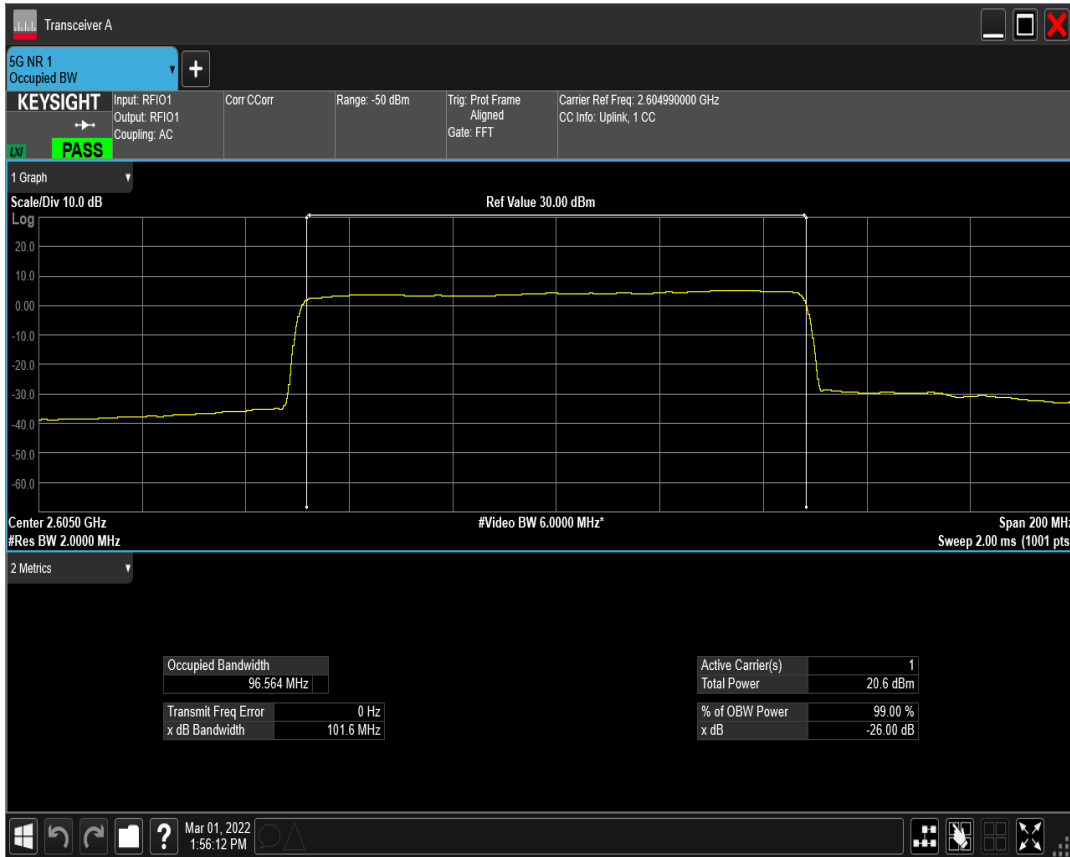 Transceiver A
5G NR 1
Occupied BW
KEYSIGHT
LXI
PASS
Input: RFIO1
Output: RFIO1
Coupling: AC
Corr CCorr
Range: -50 dBm
Trig: Prot Frame
Aligned
Gate: FFT
Carrier Ref Freq: 2.604990000 GHz
CC Info: Uplink, 1 CC
1 Graph
Scale/Div 10.0 dB
Ref Value 30.00 dBm
Log
20.0
10.0
0.00
-10.0
-20.0
-30.0
-40.0
-50.0
-60.0
Center 2.6050 GHz
#Video BW 6.0000 MHz*
Span 200 MHz
#Res BW 2.0000 MHz
Sweep 2.00 ms (1001 pts
2 Metrics
Occupied Bandwidth
96.564 MHz
Transmit Freq Error 0 Hz
x dB Bandwidth 101.6 MHz
Active Carrier(s) 1
Total Power 20.6 dBm
% of OBW Power 99.00 %
x dB -26.00 dB
Mar 01, 2022
1:56:12 PM